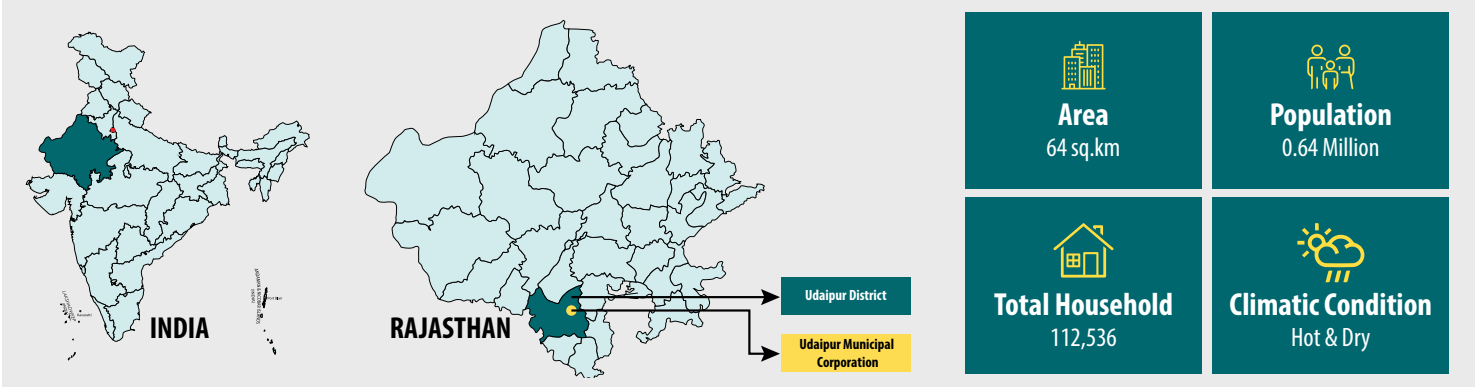 INDIA
RAJASTHAN
Udaipur District
Udaipur Municipal
Corporation
Area
64 sq.km
Population
0.64 Million
Total Household
112,536
Climatic Condition
Hot & Dry